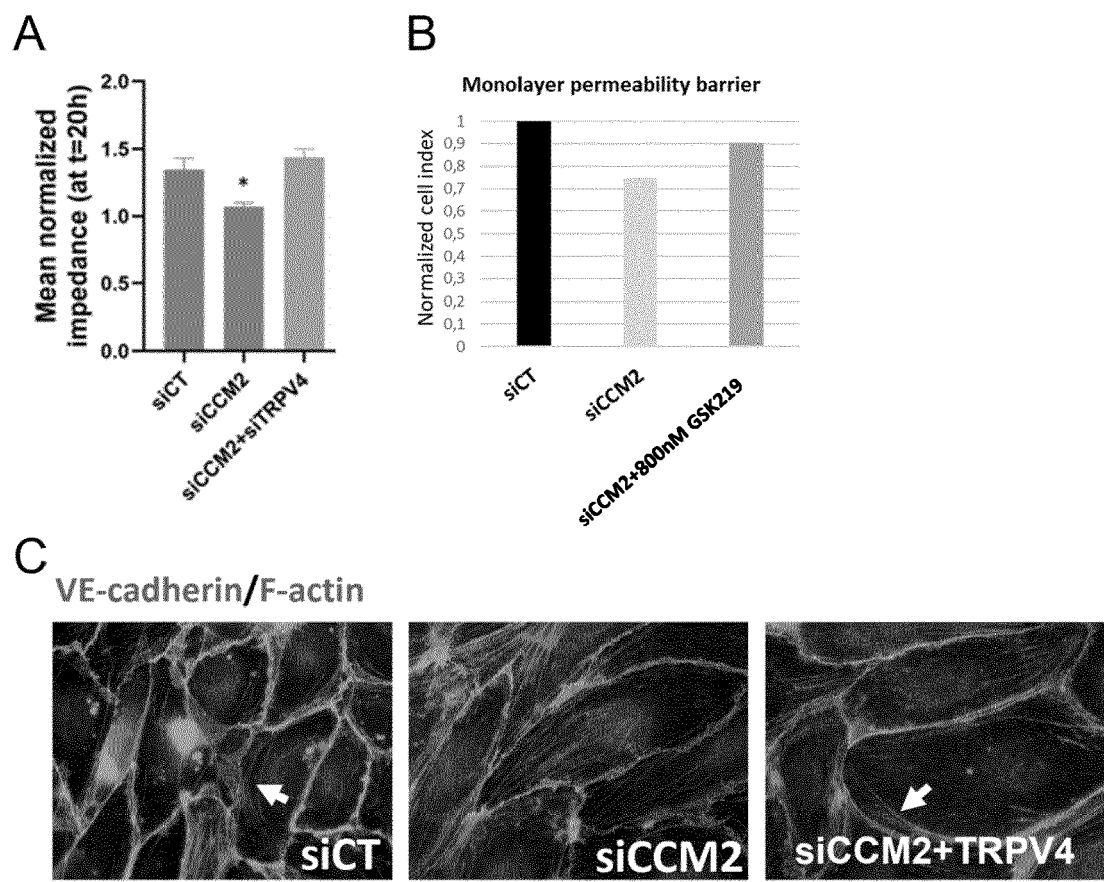 A
Mean normalized
impedance (at t=20h)
2.0
1.5
1.0
0.5
0.0
*
siCT
siCCM2
siCCM2+siTRPV4
B
Monolayer permeability barrier
Normalized cell index
1
0,9
0,8
0,7
0,6
0,5
0,4
0,3
0,2
0,1
0
siCT
siCCM2
siCCM2+800nM GSK219
C
VE-cadherin/F-actin
siCT
siCCM2
siCCM2+TRPV4